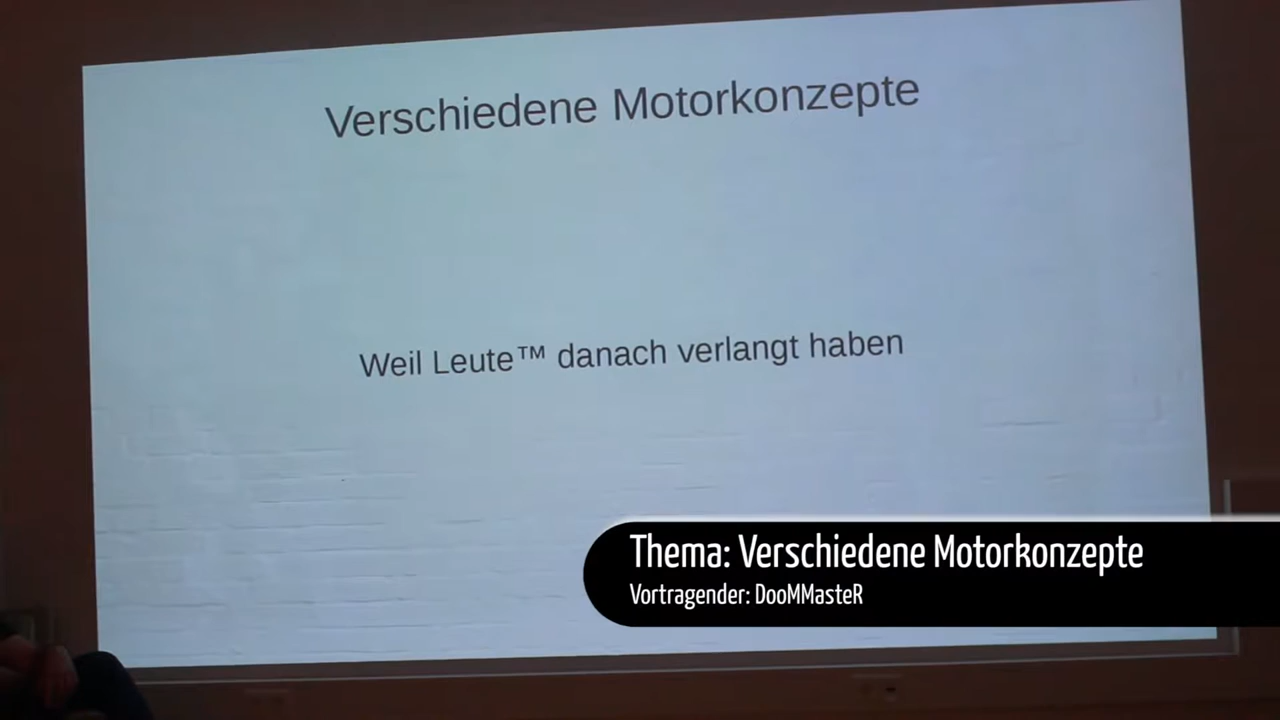 Verschiedene Motorkonzepte
Weil Leute™ danach verlangt haben
Thema: Verschiedene Motorkonzepte
Vortragender: DooMMasteR